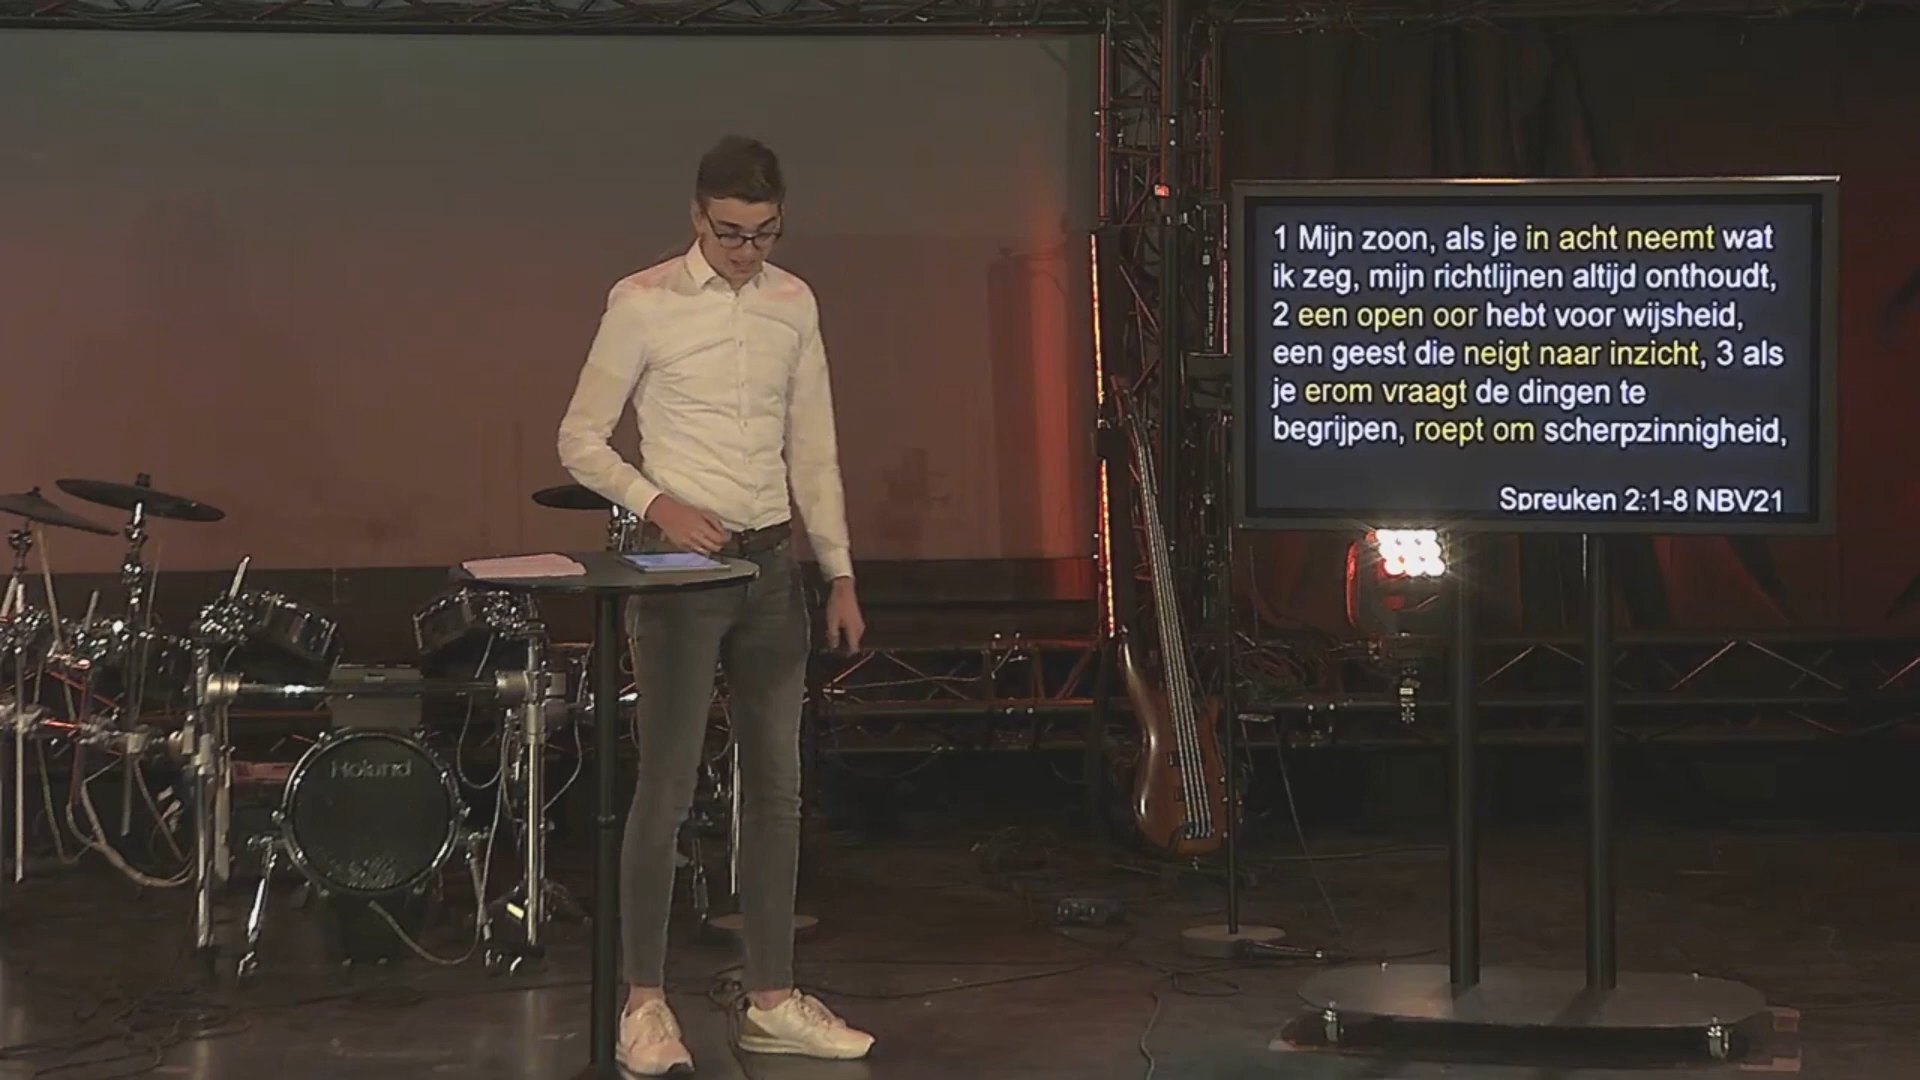 1 Mijn zoon, als je in acht neemt wat
ik zeg, mijn richtlijnen altijd onthoudt,
2 een open oor hebt voor wijsheid,
een geest die neigt naar inzicht, 3 als
je erom vraagt de dingen te
begrijpen, roept om scherpzinnigheid,
Spreuken 2:1-8 NBV21
Roland